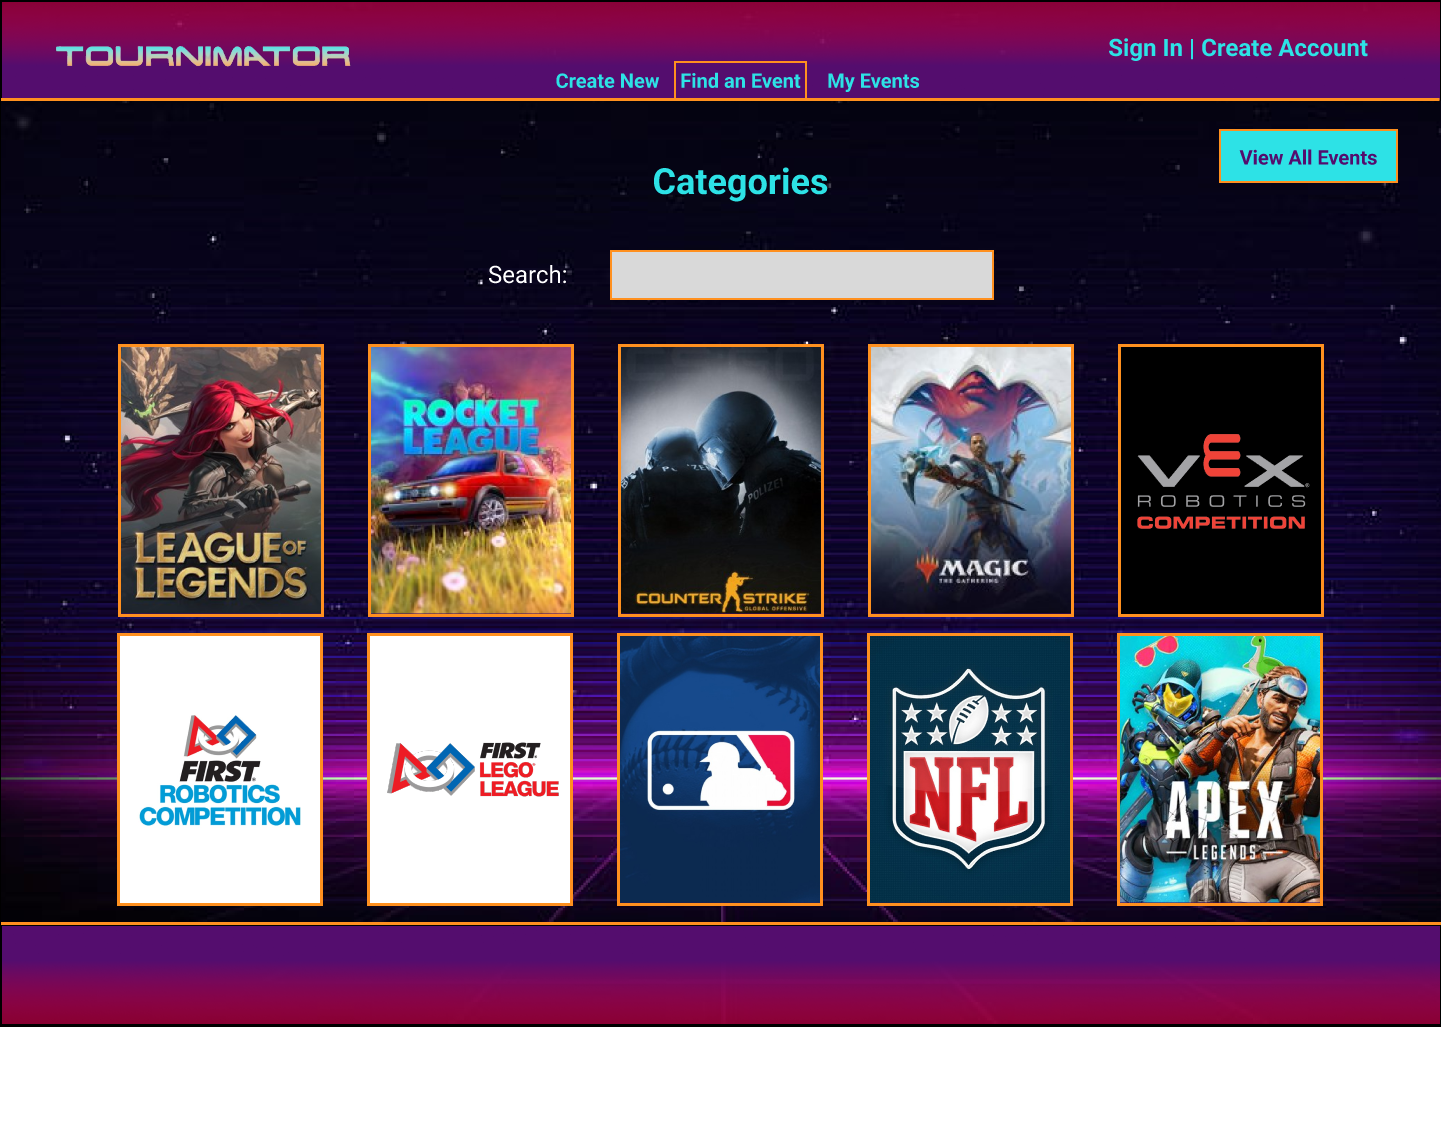 TOURNIMATOR
Sign In | Create Account
Create New
Find an Event
My Events
View All Events
Categories
Search:
LEAGUE OF
LEGENDS
ROCKET
LEAGUE
POLIZEI
COUNTER STRIKE
GLOBAL OFFENSIVE
MAGIC
THE GATHERING
VEX
ROBOTICS
COMPETITION
FIRST
ROBOTICS
COMPETITION
FIRST
LEGO
LEAGUE
NFL
APEX
LEGENDS